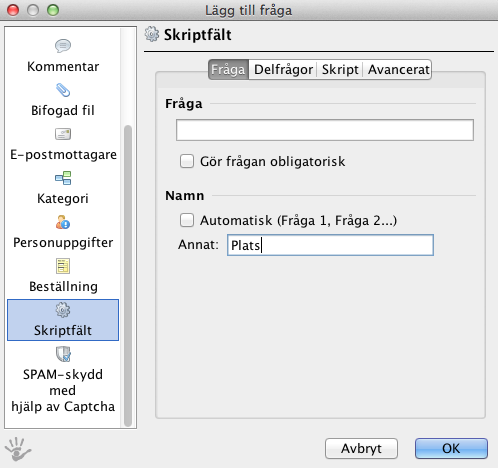 Lägg till fråga
Kommentar
Bifogad fil
E-postmottagare
Kategori
Personuppgifter
Beställning
Skriptfält
SPAM-skydd
med
hjälp av Captcha
Skriptfält
Fråga Delfrågor Skript Avancerat
Fråga
Gör frågan obligatorisk
Namn
Automatisk (Fråga 1, Fråga 2...)
Annat: Plats
Avbryt OK